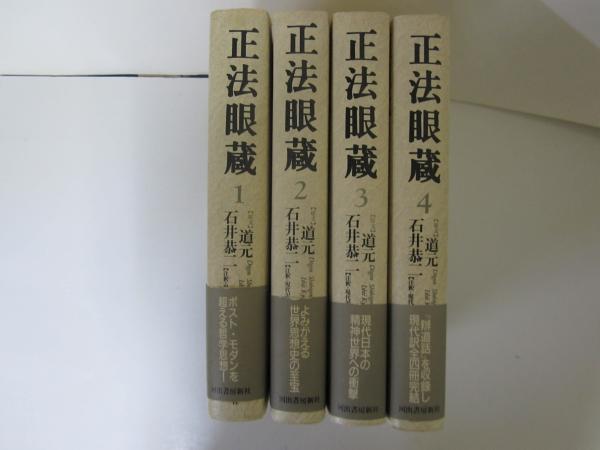 正法眼蔵
1
道元
石井恭二
ポスト・モダンを
超える哲学思想!
河出書房新社
正法眼蔵
2
道元
石井恭二
よみがえる
世界思想史の至宝
河出書房新社
正法眼蔵
3
道元
石井恭二
現代日本の
精神世界への衝撃
河出書房新社
正法眼蔵
4
道元
石井恭二
「辦道話」を収録し
現代訳全四冊完結
河出書房新社